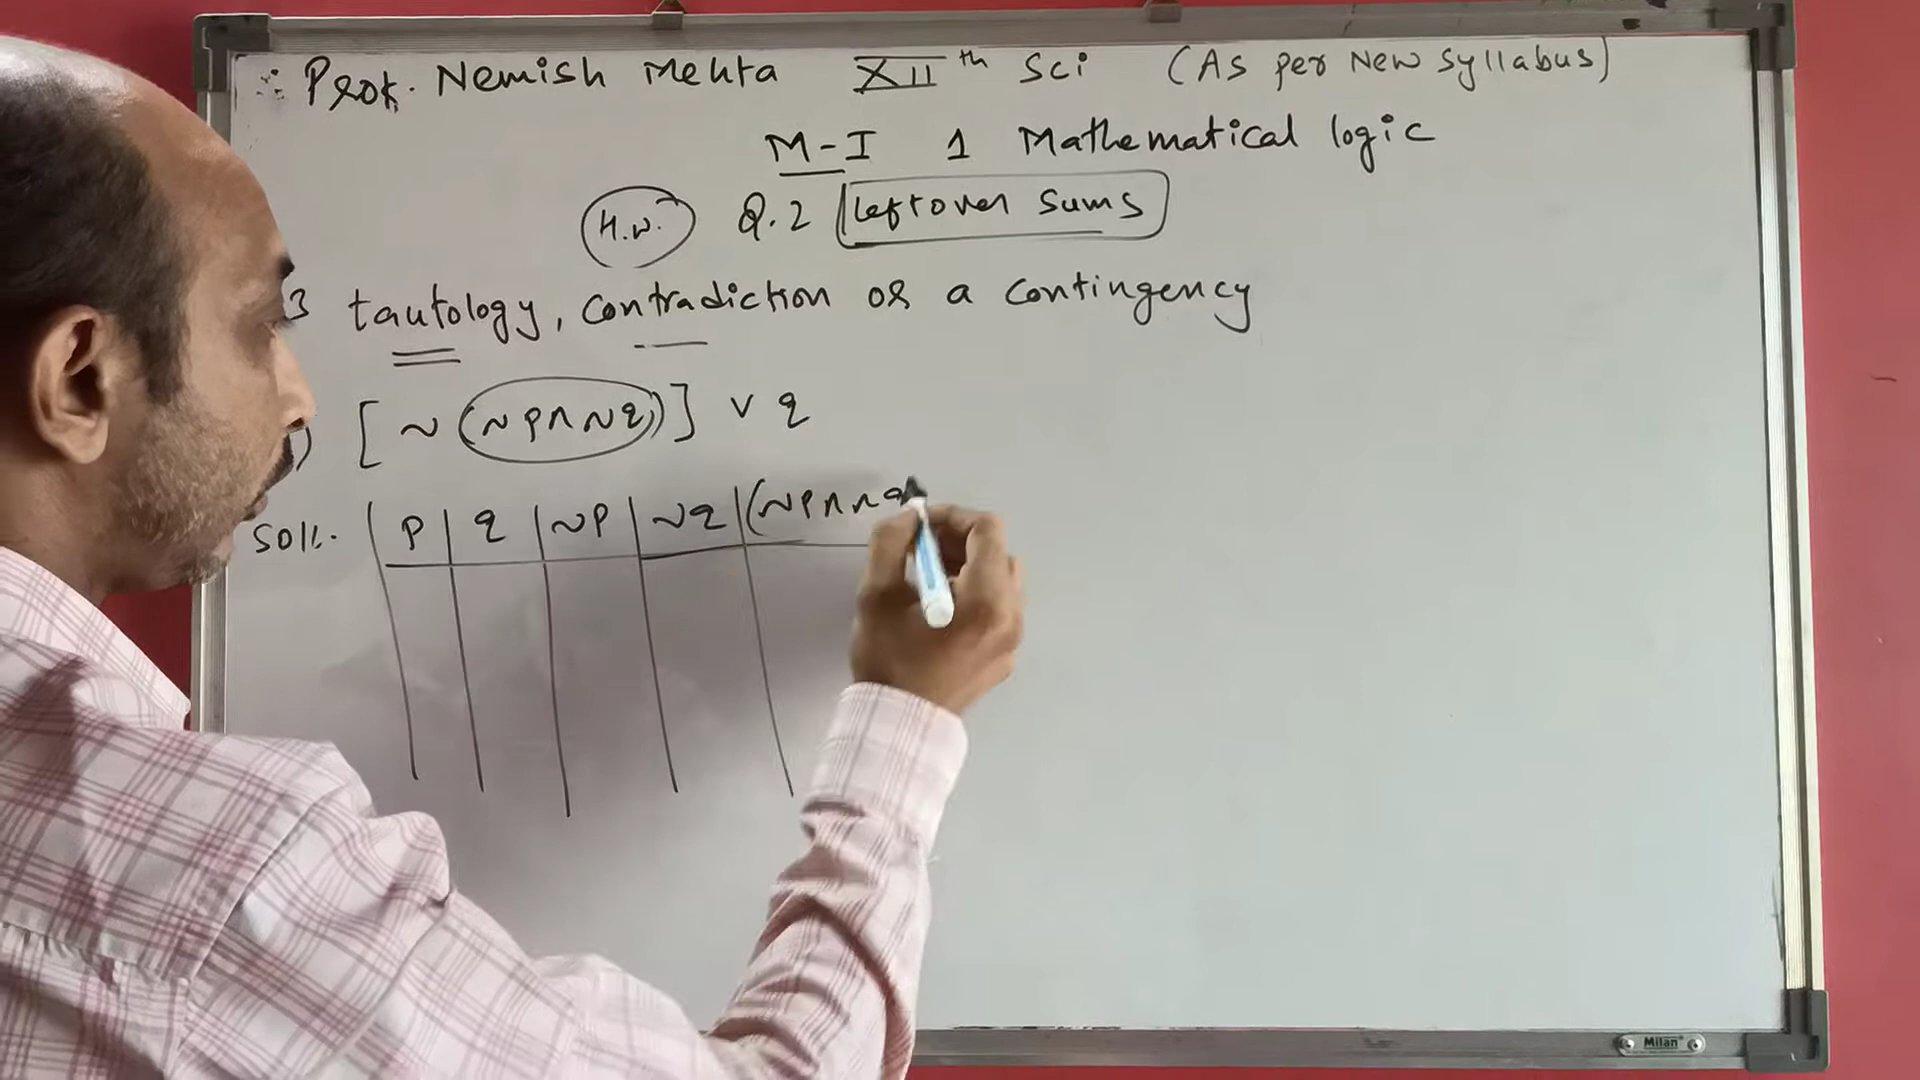 ∴ Prof. Nemish Mehta XIIth Sci (As per New Syllabus)
M-I 1 Mathematical logic
H.W. Q.2 Leftover Sums
3 tautology, contradiction or a contingency
) [~(~p∧~q)] ∨ q
Soln. p | q | ~p | ~q | (~p∧~q
Milan